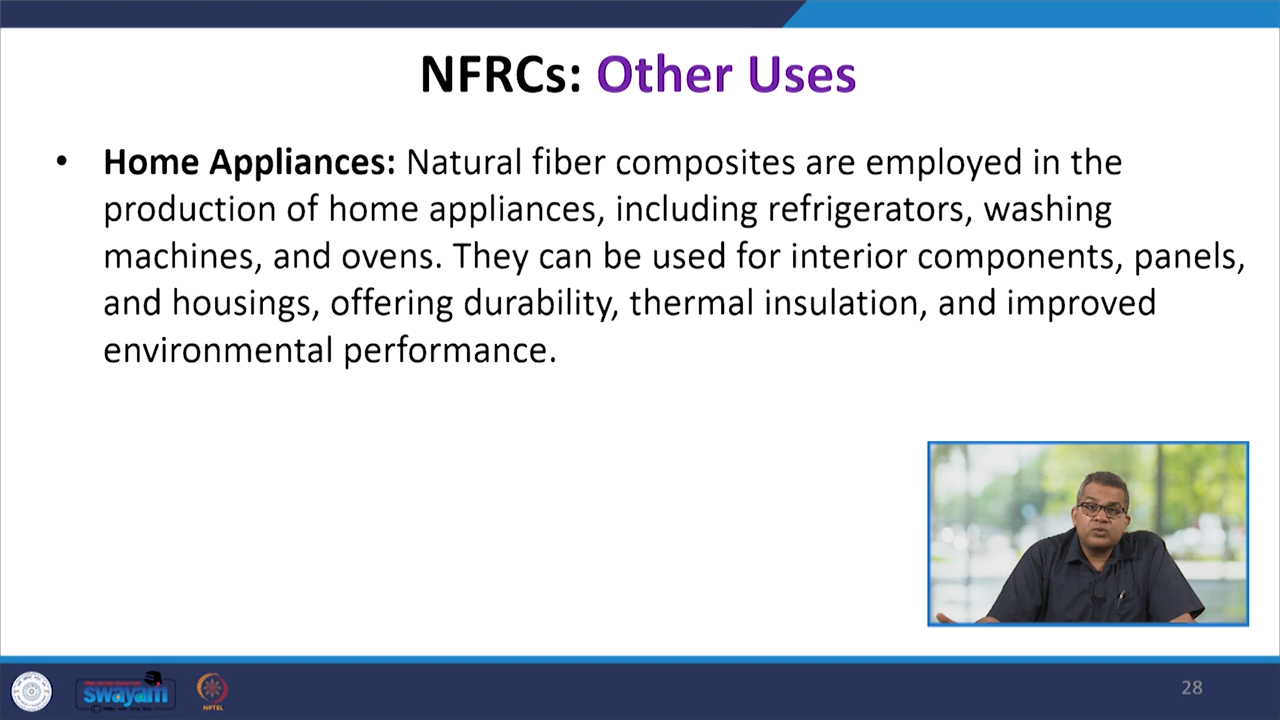 NFRCs: Other Uses
• Home Appliances: Natural fiber composites are employed in the
production of home appliances, including refrigerators, washing
machines, and ovens. They can be used for interior components, panels,
and housings, offering durability, thermal insulation, and improved
environmental performance.
swayam
NPTEL
28